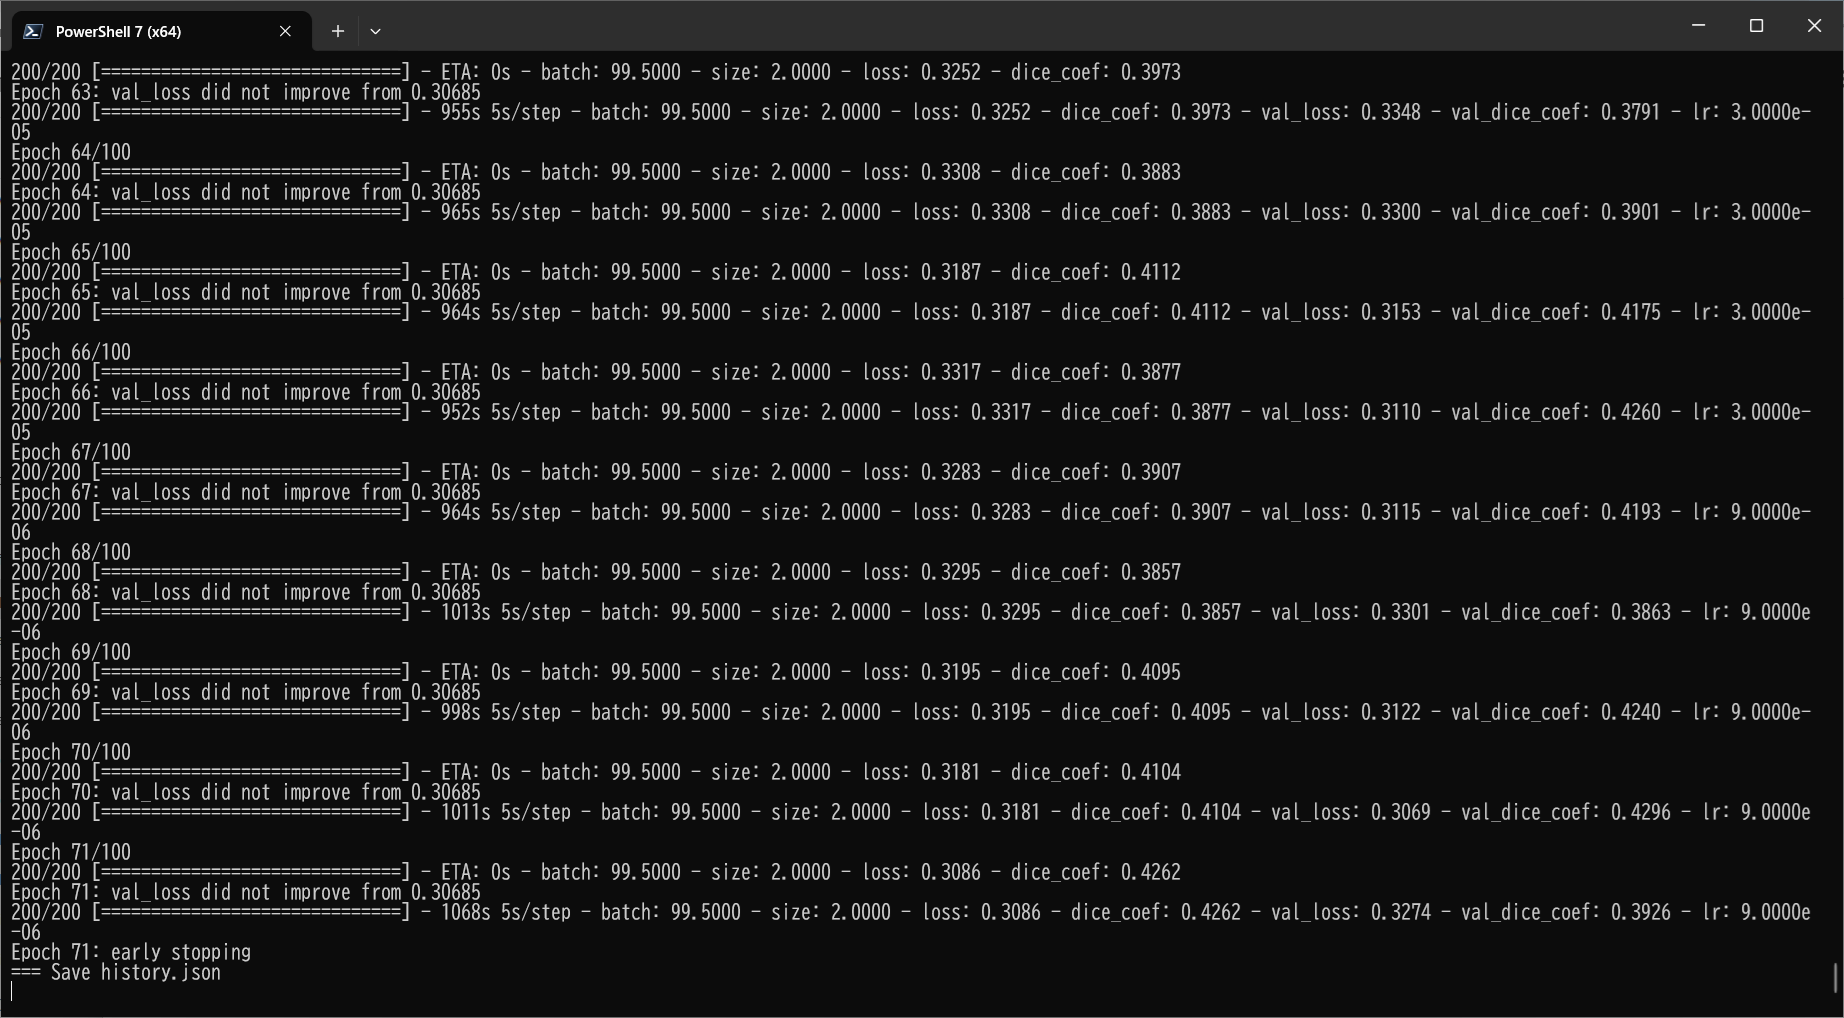 PowerShell 7 (x64)
200/200 [==============================] - ETA: 0s - batch: 99.5000 - size: 2.0000 - loss: 0.3252 - dice_coef: 0.3973
Epoch 63: val_loss did not improve from 0.30685
200/200 [==============================] - 955s 5s/step - batch: 99.5000 - size: 2.0000 - loss: 0.3252 - dice_coef: 0.3973 - val_loss: 0.3348 - val_dice_coef: 0.3791 - lr: 3.0000e-
05
Epoch 64/100
200/200 [==============================] - ETA: 0s - batch: 99.5000 - size: 2.0000 - loss: 0.3308 - dice_coef: 0.3883
Epoch 64: val_loss did not improve from 0.30685
200/200 [==============================] - 965s 5s/step - batch: 99.5000 - size: 2.0000 - loss: 0.3308 - dice_coef: 0.3883 - val_loss: 0.3300 - val_dice_coef: 0.3901 - lr: 3.0000e-
05
Epoch 65/100
200/200 [==============================] - ETA: 0s - batch: 99.5000 - size: 2.0000 - loss: 0.3187 - dice_coef: 0.4112
Epoch 65: val_loss did not improve from 0.30685
200/200 [==============================] - 964s 5s/step - batch: 99.5000 - size: 2.0000 - loss: 0.3187 - dice_coef: 0.4112 - val_loss: 0.3153 - val_dice_coef: 0.4175 - lr: 3.0000e-
05
Epoch 66/100
200/200 [==============================] - ETA: 0s - batch: 99.5000 - size: 2.0000 - loss: 0.3317 - dice_coef: 0.3877
Epoch 66: val_loss did not improve from 0.30685
200/200 [==============================] - 952s 5s/step - batch: 99.5000 - size: 2.0000 - loss: 0.3317 - dice_coef: 0.3877 - val_loss: 0.3110 - val_dice_coef: 0.4260 - lr: 3.0000e-
05
Epoch 67/100
200/200 [==============================] - ETA: 0s - batch: 99.5000 - size: 2.0000 - loss: 0.3283 - dice_coef: 0.3907
Epoch 67: val_loss did not improve from 0.30685
200/200 [==============================] - 964s 5s/step - batch: 99.5000 - size: 2.0000 - loss: 0.3283 - dice_coef: 0.3907 - val_loss: 0.3115 - val_dice_coef: 0.4193 - lr: 9.0000e-
06
Epoch 68/100
200/200 [==============================] - ETA: 0s - batch: 99.5000 - size: 2.0000 - loss: 0.3295 - dice_coef: 0.3857
Epoch 68: val_loss did not improve from 0.30685
200/200 [==============================] - 1013s 5s/step - batch: 99.5000 - size: 2.0000 - loss: 0.3295 - dice_coef: 0.3857 - val_loss: 0.3301 - val_dice_coef: 0.3863 - lr: 9.0000e
-06
Epoch 69/100
200/200 [==============================] - ETA: 0s - batch: 99.5000 - size: 2.0000 - loss: 0.3195 - dice_coef: 0.4095
Epoch 69: val_loss did not improve from 0.30685
200/200 [==============================] - 998s 5s/step - batch: 99.5000 - size: 2.0000 - loss: 0.3195 - dice_coef: 0.4095 - val_loss: 0.3122 - val_dice_coef: 0.4240 - lr: 9.0000e-
06
Epoch 70/100
200/200 [==============================] - ETA: 0s - batch: 99.5000 - size: 2.0000 - loss: 0.3181 - dice_coef: 0.4104
Epoch 70: val_loss did not improve from 0.30685
200/200 [==============================] - 1011s 5s/step - batch: 99.5000 - size: 2.0000 - loss: 0.3181 - dice_coef: 0.4104 - val_loss: 0.3069 - val_dice_coef: 0.4296 - lr: 9.0000e
-06
Epoch 71/100
200/200 [==============================] - ETA: 0s - batch: 99.5000 - size: 2.0000 - loss: 0.3086 - dice_coef: 0.4262
Epoch 71: val_loss did not improve from 0.30685
200/200 [==============================] - 1068s 5s/step - batch: 99.5000 - size: 2.0000 - loss: 0.3086 - dice_coef: 0.4262 - val_loss: 0.3274 - val_dice_coef: 0.3926 - lr: 9.0000e
-06
Epoch 71: early stopping
=== Save history.json